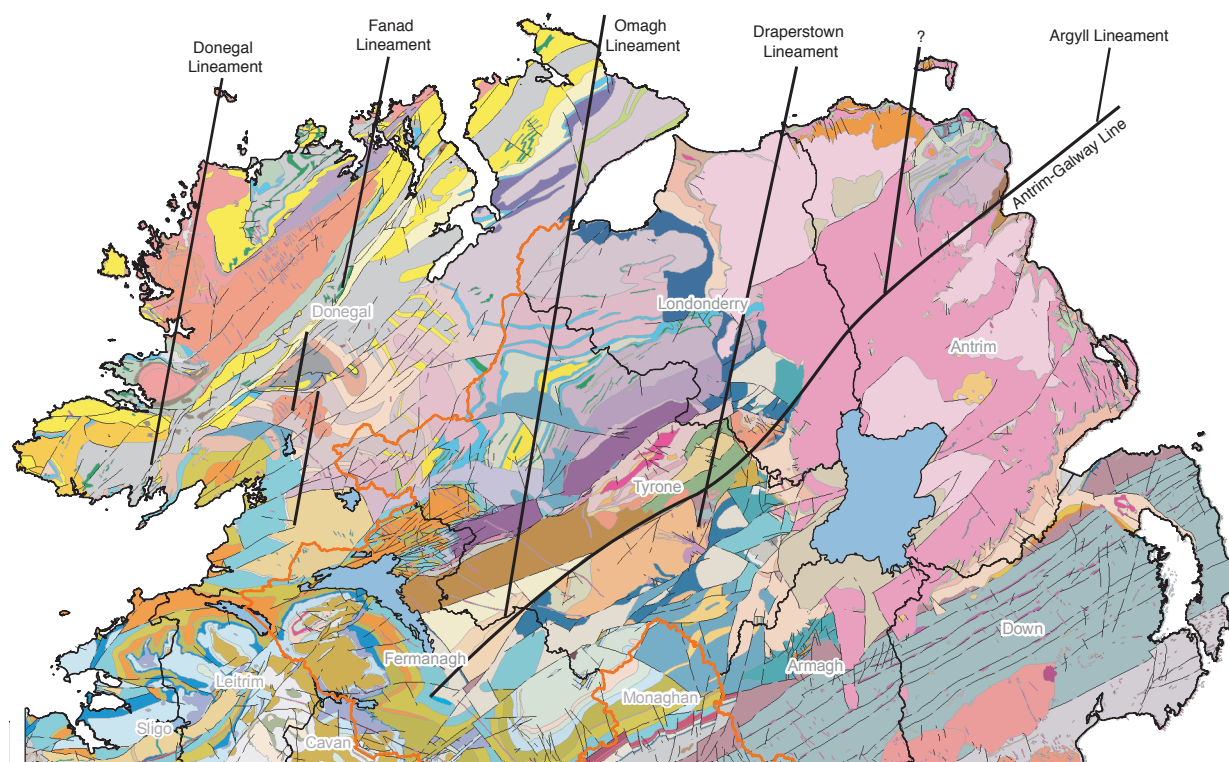 Donegal
Lineament
Fanad
Lineament
Omagh
Lineament
Draperstown
Lineament
?
Argyll Lineament
Antrim-Galway Line
Donegal
Londonderry
Antrim
Tyrone
Fermanagh
Leitrim
Sligo
Cavan
Monaghan
Armagh
Down